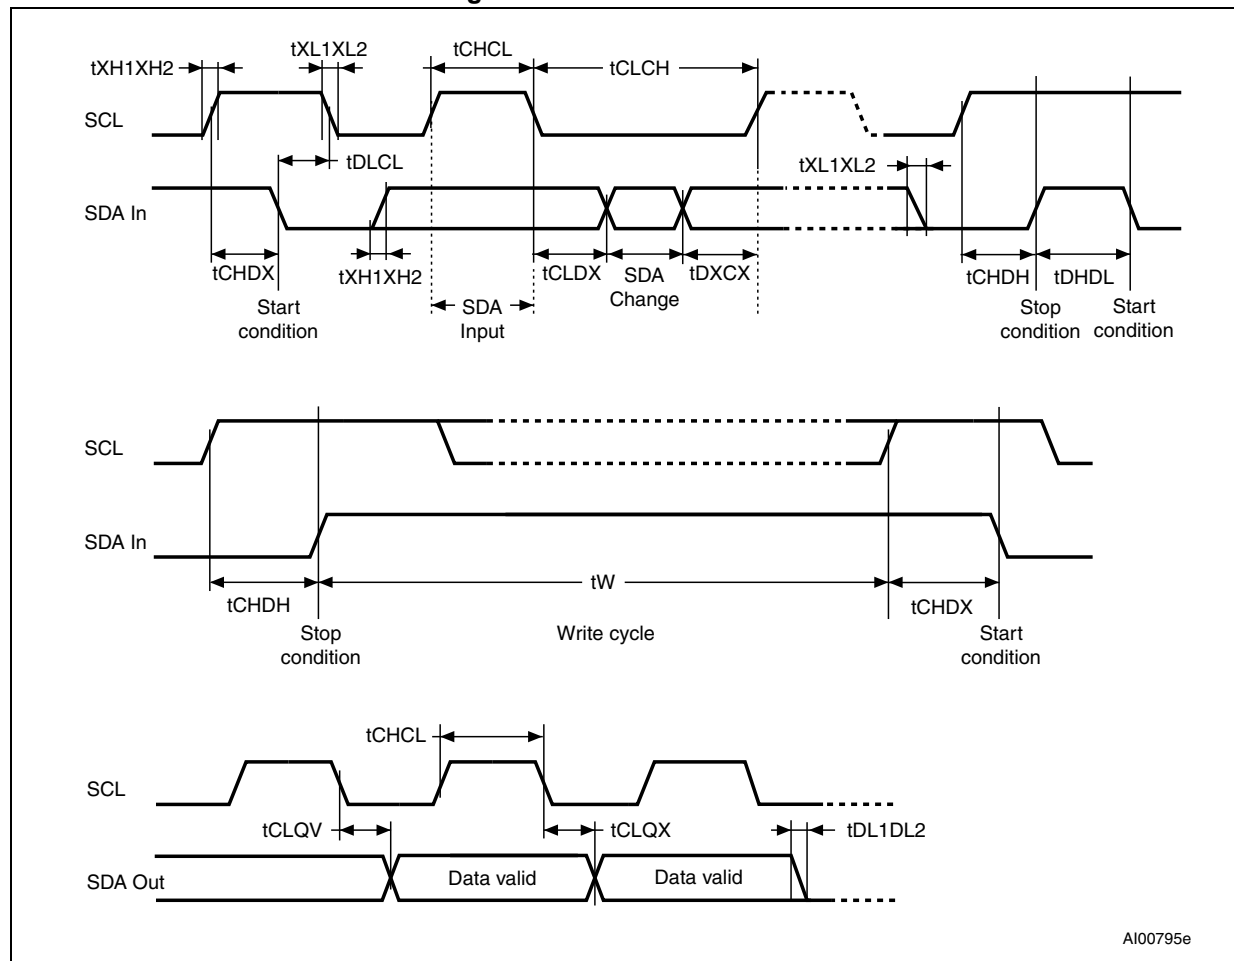 tXH1XH2
tXL1XL2
tCHCL
tCLCH
SCL
tDLCL
tXL1XL2
SDA In
tCHDX
tXH1XH2
tCLDX
SDA
Change
tDXCX
tCHDH
tDHDL
Start
condition
SDA
Input
Stop
condition
Start
condition
SCL
SDA In
tCHDH
tW
tCHDX
Stop
condition
Write cycle
Start
condition
tCHCL
SCL
tCLQV
tCLQX
tDL1DL2
SDA Out
Data valid
Data valid
AI00795e